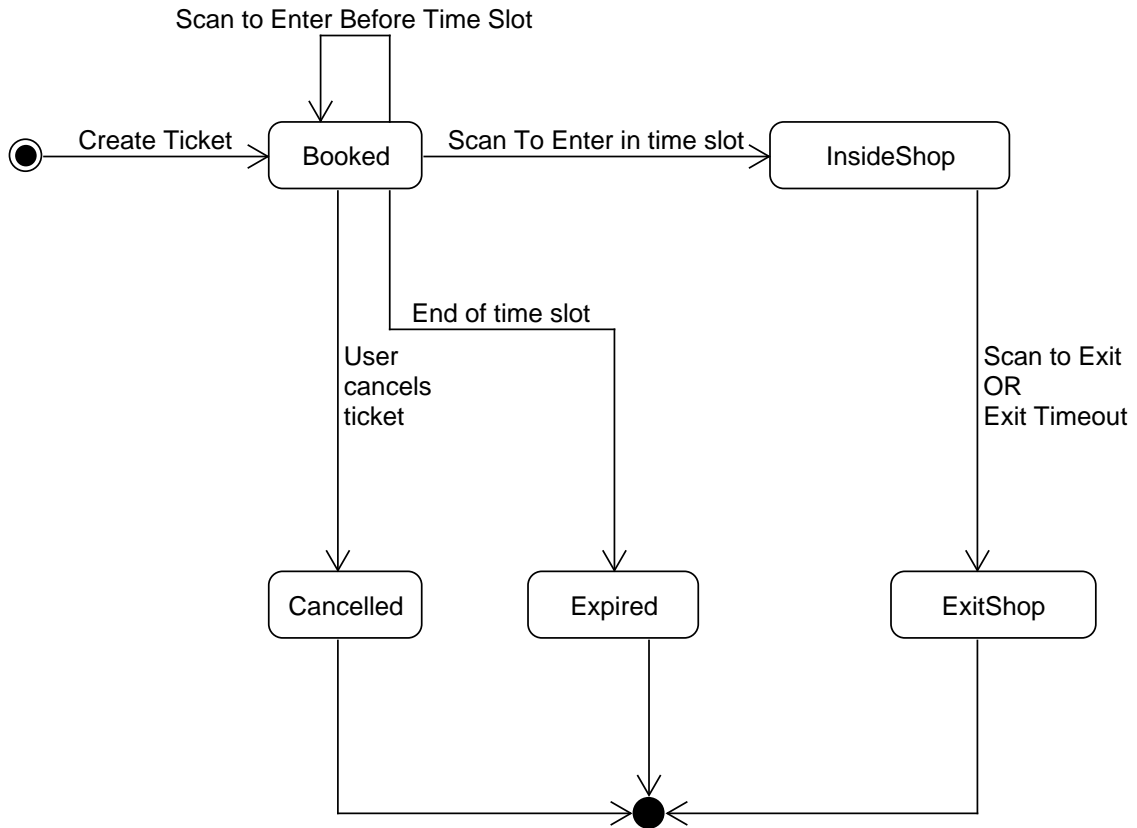 Scan to Enter Before Time Slot
Create Ticket
Booked
Scan To Enter in time slot
InsideShop
End of time slot
User
cancels
ticket
Scan to Exit
OR
Exit Timeout
Cancelled
Expired
ExitShop